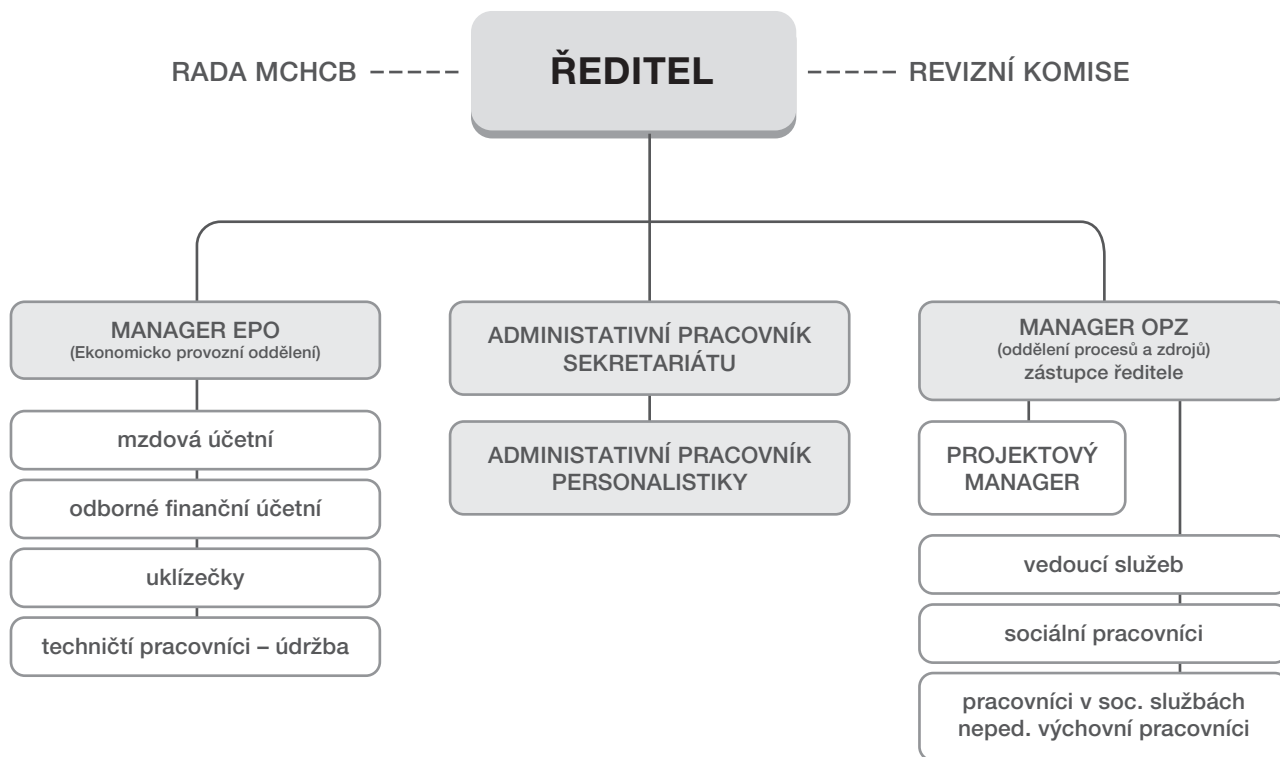 RADA MCHCB
ŘEDITEL
REVIZNÍ KOMISE
MANAGER EPO
(Ekonomicko provozní oddělení)
mzdová účetní
odborné finanční účetní
uklízečky
techničtí pracovníci – údržba
ADMINISTATIVNÍ PRACOVNÍK
SEKRETARIÁTU
ADMINISTATIVNÍ PRACOVNÍK
PERSONALISTIKY
MANAGER OPZ
(oddělení procesů a zdrojů)
zástupce ředitele
PROJEKTOVÝ
MANAGER
vedoucí služeb
sociální pracovníci
pracovníci v soc. službách
neped. výchovní pracovníci